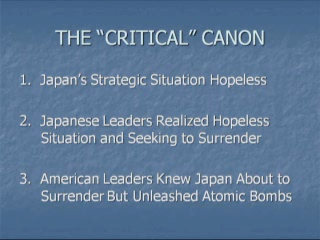 THE “CRITICAL” CANON
1. Japan’s Strategic Situation Hopeless
2. Japanese Leaders Realized Hopeless
Situation and Seeking to Surrender
3. American Leaders Knew Japan About to
Surrender But Unleashed Atomic Bombs